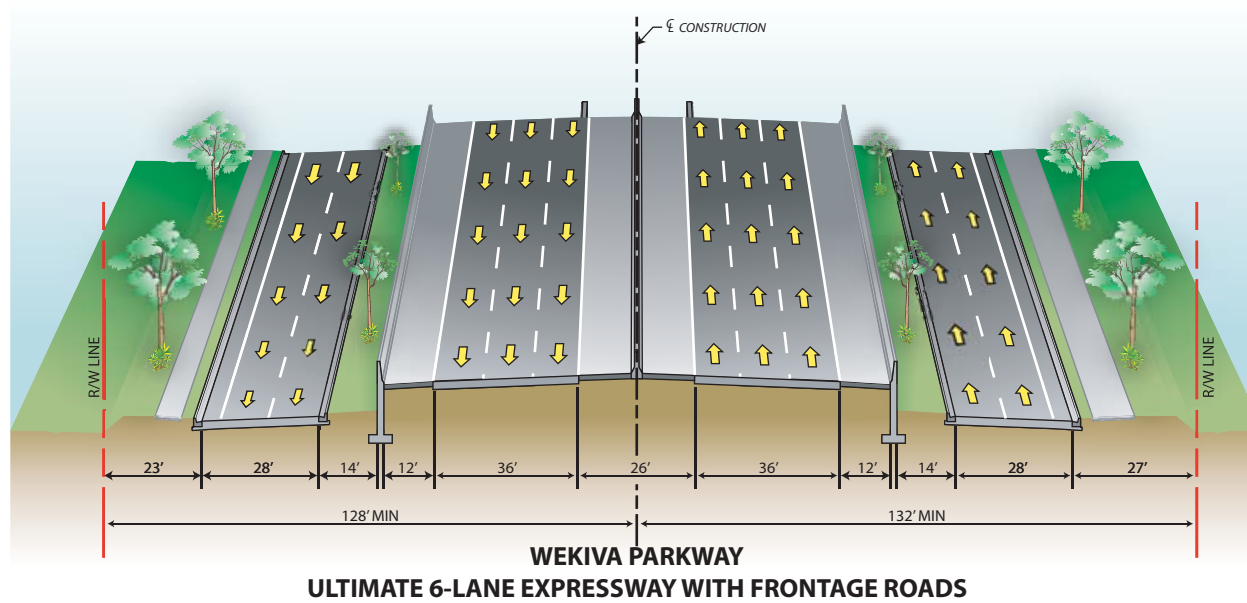 ℄ CONSTRUCTION
R/W LINE
R/W LINE
23' 28' 14' 12' 36' 26' 36' 12' 14' 28' 27'
128' MIN 132' MIN
WEKIVA PARKWAY
ULTIMATE 6-LANE EXPRESSWAY WITH FRONTAGE ROADS